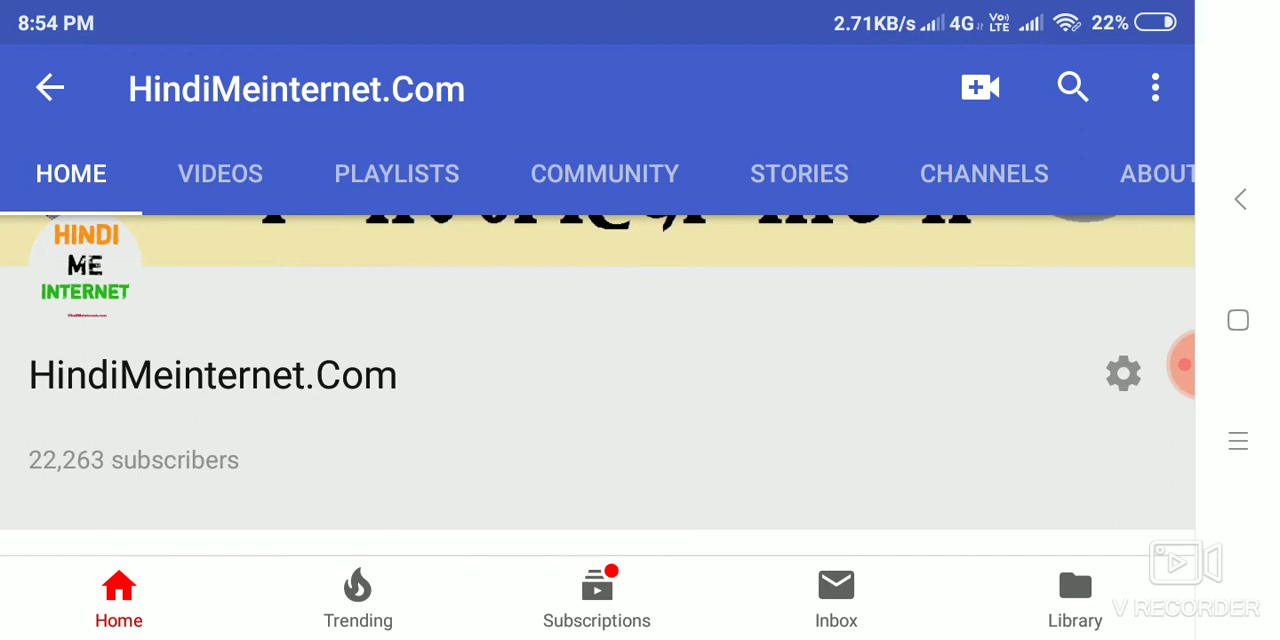 8:54 PM 2.71KB/s 4G Vo) LTE 22%
HindiMeinternet.Com
HOME VIDEOS PLAYLISTS COMMUNITY STORIES CHANNELS ABOUT
HINDI
ME
INTERNET
HindiMeinternet.Com
22,263 subscribers
Home Trending Subscriptions Inbox Library
V RECORDER